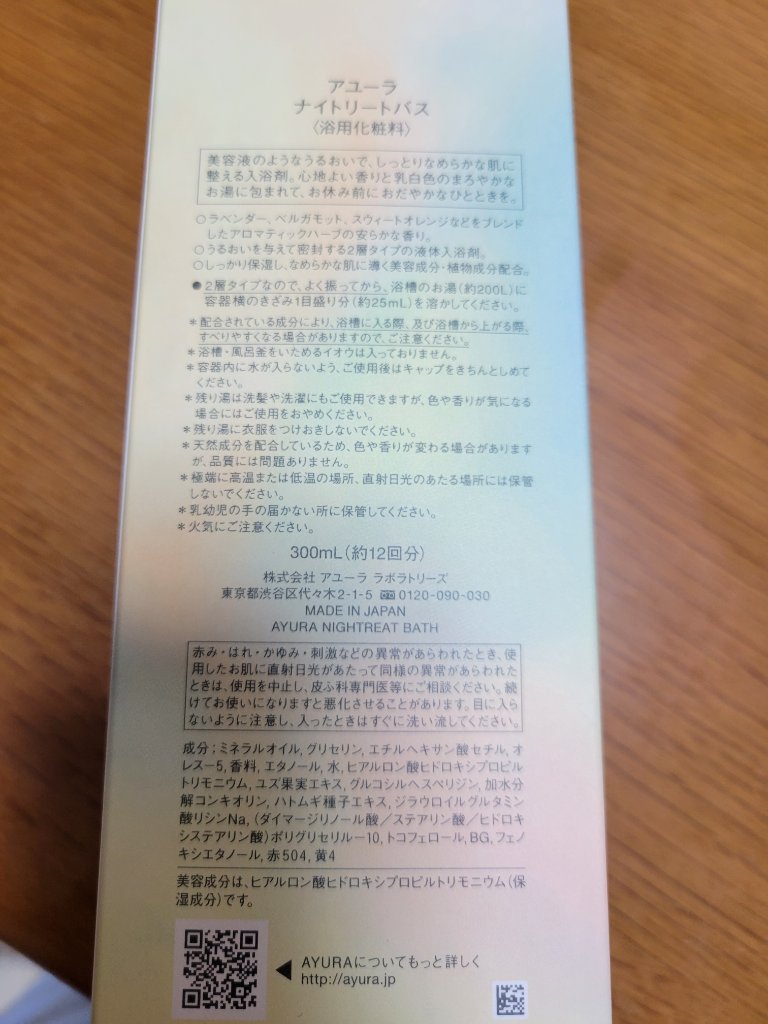 アユーラ
ナイトリートバス
〈浴用化粧料〉
美容液のようなうるおいで、しっとりなめらかな肌に
整える入浴剤。心地よい香りと乳白色のまろやかな
お湯に包まれて、お休み前におだやかなひとときを。
○ラベンダー、ベルガモット、スウィートオレンジなどをブレンド
したアロマティックハーブの安らかな香り。
○うるおいを与えて密封する2層タイプの液体入浴剤。
○しっかり保湿し、なめらかな肌に導く美容成分・植物成分配合。
●2層タイプなので、よく振ってから、浴槽のお湯(約200L)に
容器横のきざみ1目盛り分(約25mL)を溶かしてください。
＊配合されている成分により、浴槽に入る際、及び浴槽から上がる際、
すべりやすくなる場合がありますので、ご注意ください。
＊浴槽・風呂釜をいためるイオウは入っておりません。
＊容器内に水が入らないよう、ご使用後はキャップをきちんとしめて
ください。
＊残り湯は洗髪や洗濯にもご使用できますが、色や香りが気になる
場合にはご使用をおやめください。
＊残り湯に衣服をつけおきしないでください。
＊天然成分を配合しているため、色や香りが変わる場合があります
が、品質には問題ありません。
＊極端に高温または低温の場所、直射日光のあたる場所には保管
しないでください。
＊乳幼児の手の届かない所に保管してください。
＊火気にご注意ください。
300mL(約12回分)
株式会社 アユーラ ラボラトリーズ
東京都渋谷区代々木2-1-5 0120-090-030
MADE IN JAPAN
AYURA NIGHTREAT BATH
赤み・はれ・かゆみ・刺激などの異常があらわれたとき、使
用したお肌に直射日光があたって同様の異常があらわれた
ときは、使用を中止し、皮ふ科専門医等にご相談ください。続
けてお使いになりますと悪化させることがあります。目に入ら
ないように注意し、入ったときはすぐに洗い流してください。
成分；ミネラルオイル, グリセリン, エチルヘキサン酸セチル, オ
レス-5, 香料, エタノール, 水, ヒアルロン酸ヒドロキシプロピル
トリモニウム, ユズ果実エキス, グルコシルヘスペリジン, 加水分
解コンキオリン, ハトムギ種子エキス, ジラウロイルグルタミン
酸リシンNa, (ダイマージリノール酸／ステアリン酸／ヒドロキ
システアリン酸)ポリグリセリル-10, トコフェロール, BG, フェノ
キシエタノール, 赤504, 黄4
美容成分は、ヒアルロン酸ヒドロキシプロピルトリモニウム(保
湿成分)です。
AYURAについてもっと詳しく
http://ayura.jp